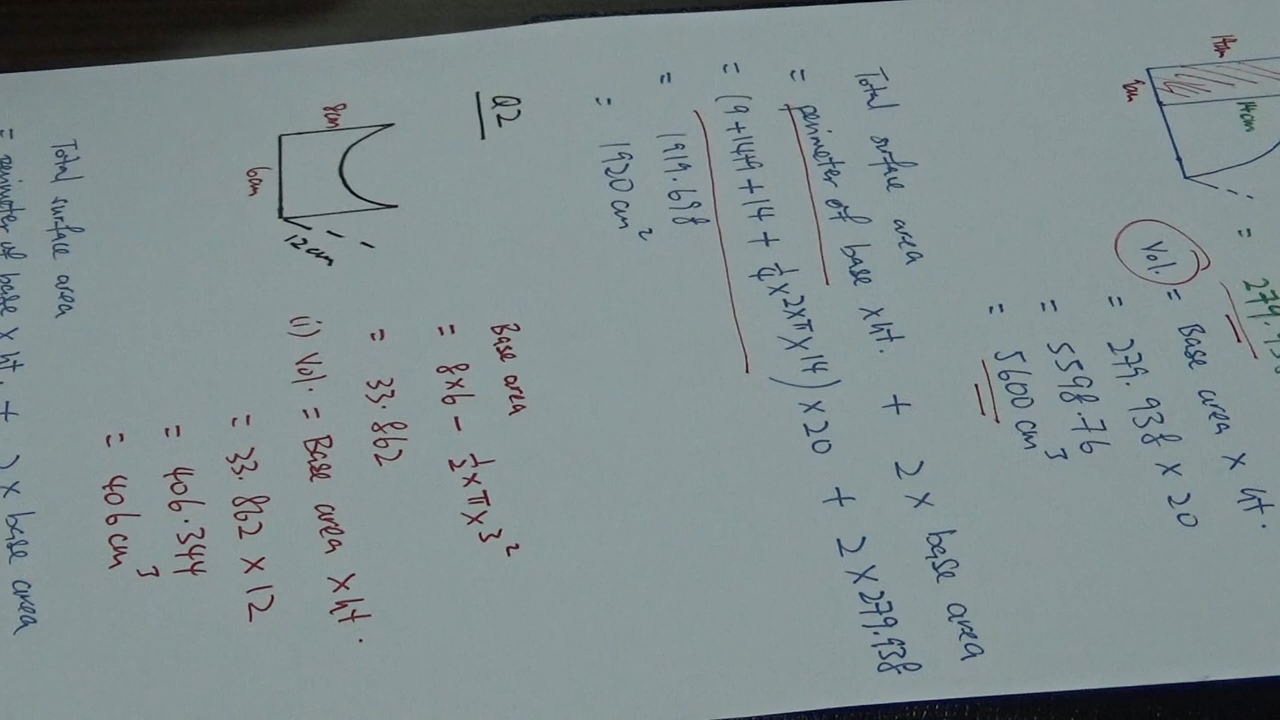 14cm
14cm
279.938
Vol. = Base area × ht.
= 279.938 × 20
= 5598.76
= 5600 cm³
Total surface area
= perimeter of base × ht. + 2 × base area
= (9+14+9+14 + 1/4 × 2 × π × 14) × 20 + 2 × 279.938
= 1919.698
= 1920 cm²
Q2
8cm
6cm
12cm
Base area
= 8×6 - 1/2 × π × 3²
= 33.862
(i) Vol. = Base area × ht.
= 33.862 × 12
= 406.344
= 406 cm³
Total surface area
= perimeter of base × ht. + 2 × base area